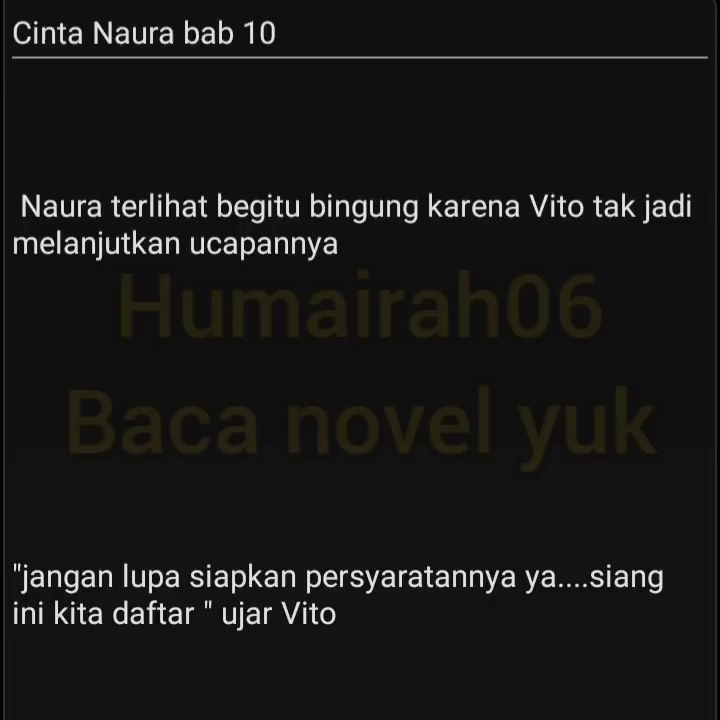 Cinta Naura bab 10
Naura terlihat begitu bingung karena Vito tak jadi
melanjutkan ucapannya
Humairah06
Baca novel yuk
"jangan lupa siapkan persyaratannya ya....siang
ini kita daftar " ujar Vito